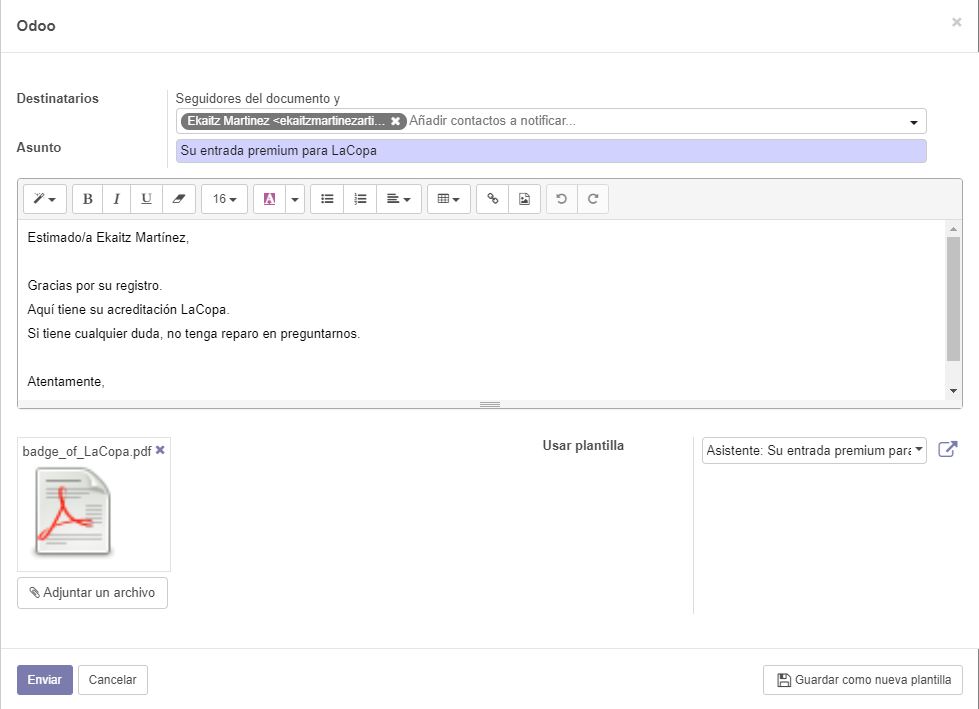 Odoo
×
Destinatarios
Seguidores del documento y
Ekaitz Martinez <ekaitzmartinezarti... ✖ Añadir contactos a notificar...
Asunto
Su entrada premium para LaCopa
B I U 16 A
Estimado/a Ekaitz Martínez,
Gracias por su registro.
Aquí tiene su acreditación LaCopa.
Si tiene cualquier duda, no tenga reparo en preguntarnos.
Atentamente,
badge_of_LaCopa.pdf ✖
Usar plantilla
Asistente: Su entrada premium para
Adjuntar un archivo
Enviar
Cancelar
Guardar como nueva plantilla